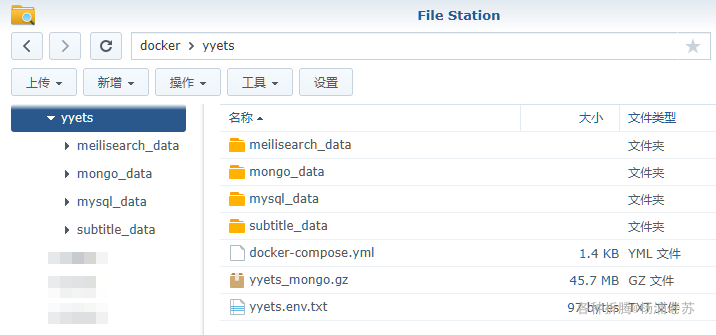 File Station
docker yyets
上传 新增 操作 工具 设置
yyets
meilisearch_data
mongo_data
mysql_data
subtitle_data
名称 大小 文件类型
meilisearch_data 文件夹
mongo_data 文件夹
mysql_data 文件夹
subtitle_data 文件夹
docker-compose.yml 1.4 KB YML 文件
yyets_mongo.gz 45.7 MB GZ 文件
yyets.env.txt 97 bytes TXT 文件